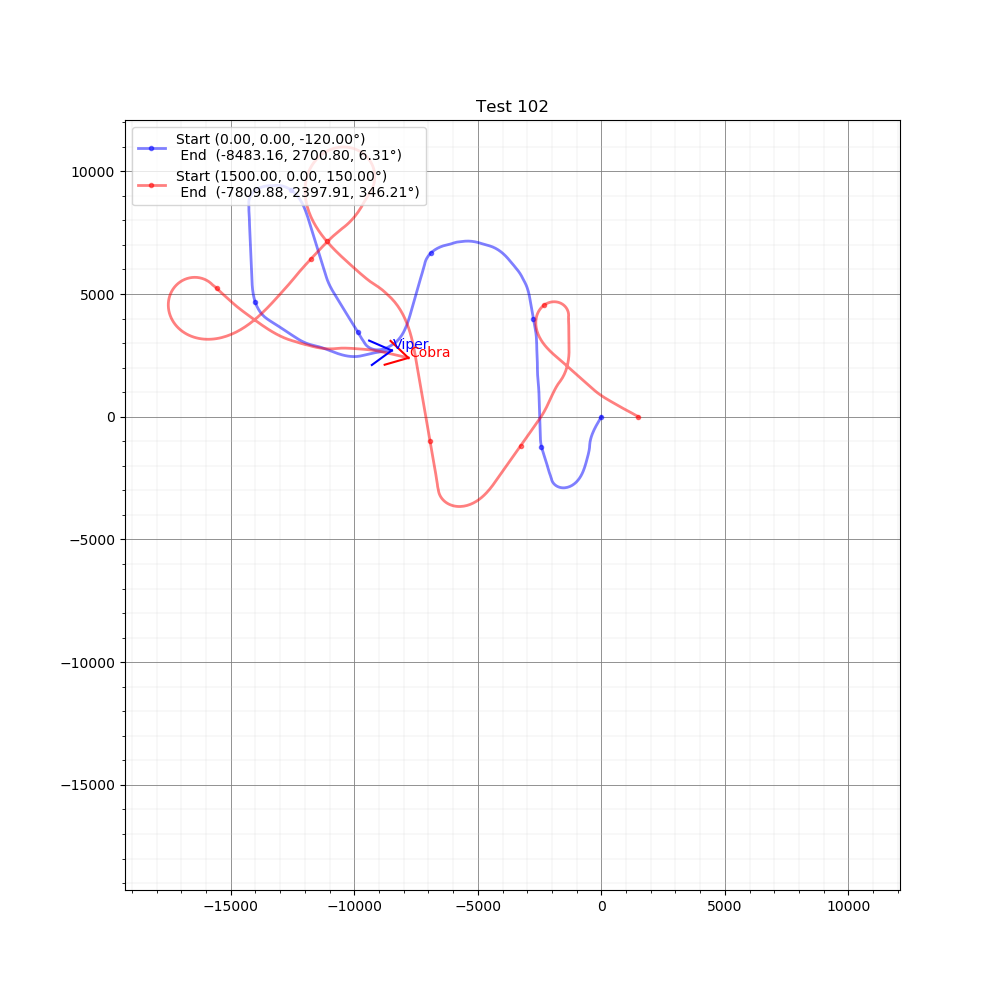 Test 102
Start (0.00, 0.00, -120.00°)
End (-8483.16, 2700.80, 6.31°)
Start (1500.00, 0.00, 150.00°)
End (-7809.88, 2397.91, 346.21°)
10000
5000
Viper
Cobra
0
−5000
−10000
−15000
−15000 −10000 −5000 0 5000 10000